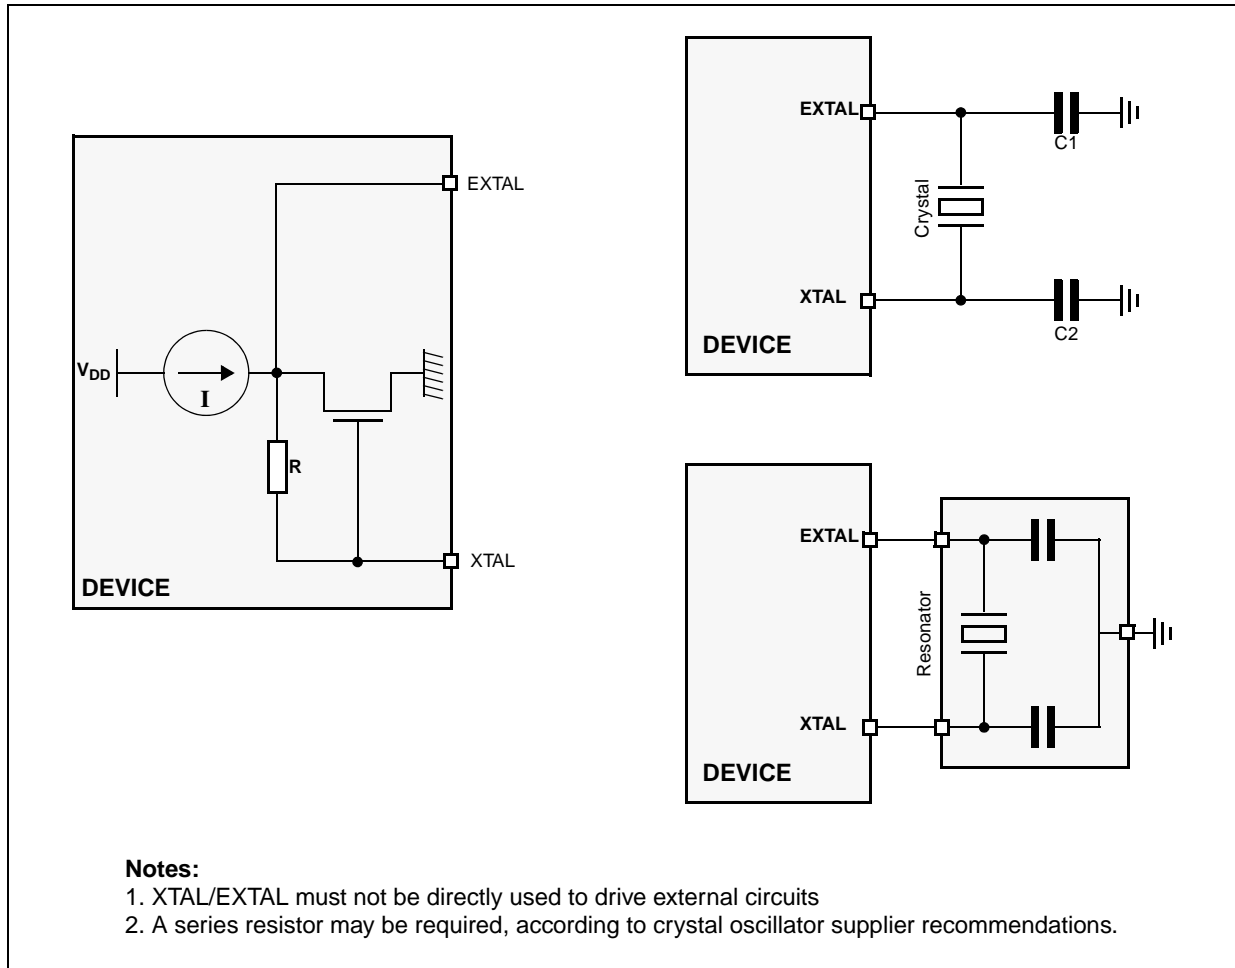 EXTAL
V_DD
I
R
XTAL
DEVICE
EXTAL
C1
Crystal
XTAL
C2
DEVICE
EXTAL
Resonator
XTAL
DEVICE
Notes:
1. XTAL/EXTAL must not be directly used to drive external circuits
2. A series resistor may be required, according to crystal oscillator supplier recommendations.